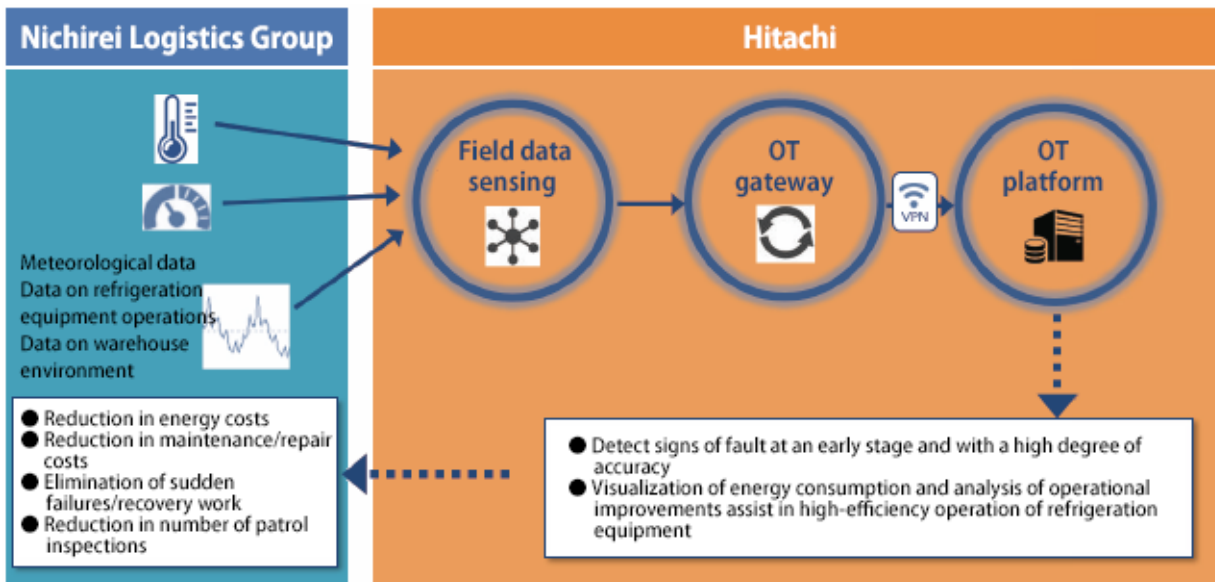 Nichirei Logistics Group
Hitachi
Field data
sensing
OT
gateway
VPN
OT
platform
Meteorological data
Data on refrigeration
equipment operations
Data on warehouse
environment
● Reduction in energy costs
● Reduction in maintenance/repair
costs
● Elimination of sudden
failures/recovery work
● Reduction in number of patrol
inspections
● Detect signs of fault at an early stage and with a high degree of
accuracy
● Visualization of energy consumption and analysis of operational
improvements assist in high-efficiency operation of refrigeration
equipment